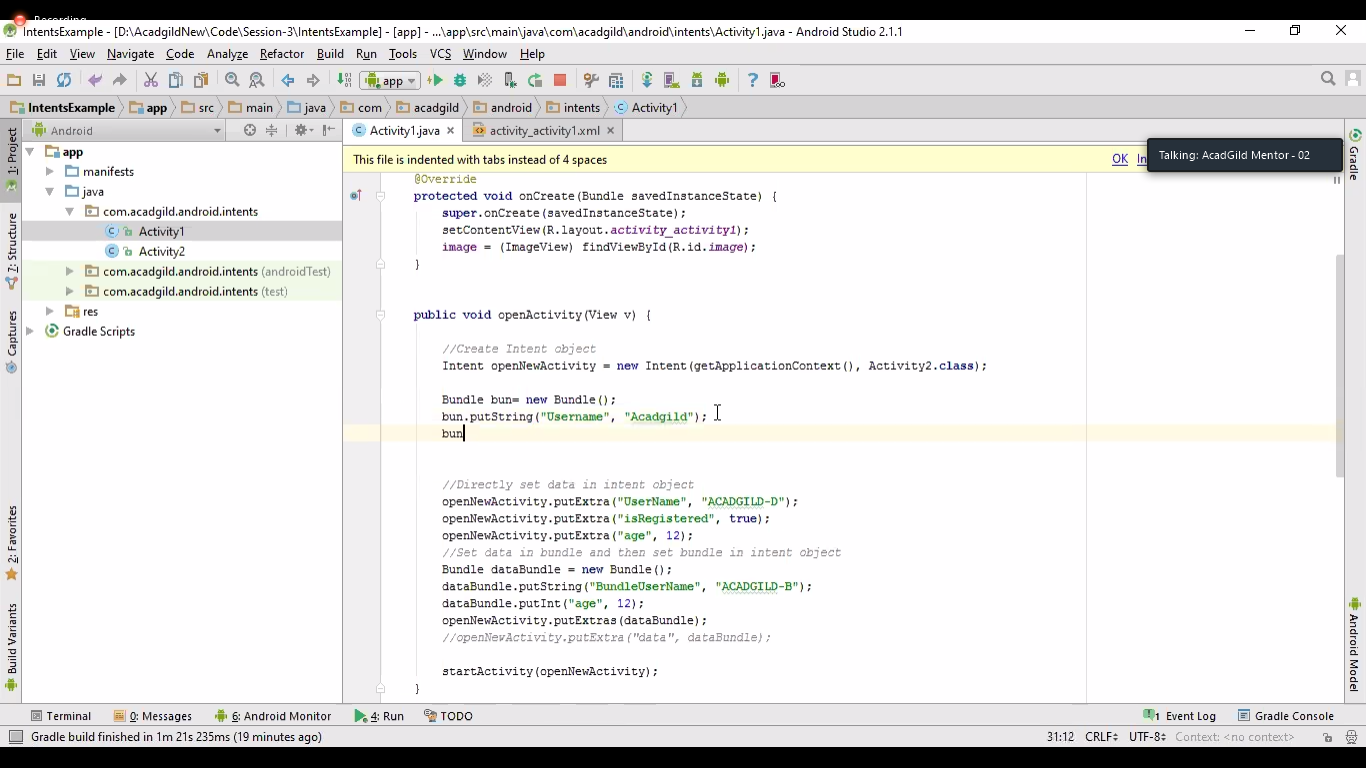 Recording
IntentsExample - [D:\AcadgildNew\Code\Session-3\IntentsExample] - [app] - ...\app\src\main\java\com\acadgild\android\intents\Activity1.java - Android Studio 2.1.1
File Edit View Navigate Code Analyze Refactor Build Run Tools VCS Window Help
app
IntentsExample app src main java com acadgild android intents Activity1
Android
Activity1.java activity_activity1.xml
This file is indented with tabs instead of 4 spaces
OK In
Talking: AcadGild Mentor - 02
1: Project
7: Structure
Captures
2: Favorites
Build Variants
app
manifests
java
com.acadgild.android.intents
Activity1
Activity2
com.acadgild.android.intents (androidTest)
com.acadgild.android.intents (test)
res
Gradle Scripts
@Override
protected void onCreate(Bundle savedInstanceState) {
super.onCreate(savedInstanceState);
setContentView(R.layout.activity_activity1);
image = (ImageView) findViewById(R.id.image);
}
public void openActivity(View v) {
//Create Intent object
Intent openNewActivity = new Intent(getApplicationContext(), Activity2.class);
Bundle bun= new Bundle();
bun.putString("Username", "Acadgild");
bun
//Directly set data in intent object
openNewActivity.putExtra("UserName", "ACADGILD-D");
openNewActivity.putExtra("isRegistered", true);
openNewActivity.putExtra("age", 12);
//Set data in bundle and then set bundle in intent object
Bundle dataBundle = new Bundle();
dataBundle.putString("BundleUserName", "ACADGILD-B");
dataBundle.putInt("age", 12);
openNewActivity.putExtras(dataBundle);
//openNewActivity.putExtra("data", dataBundle);
startActivity(openNewActivity);
}
Gradle
Android Model
Terminal 0: Messages 6: Android Monitor 4: Run TODO 1 Event Log Gradle Console
Gradle build finished in 1m 21s 235ms (19 minutes ago) 31:12 CRLF UTF-8 Context: <no context>